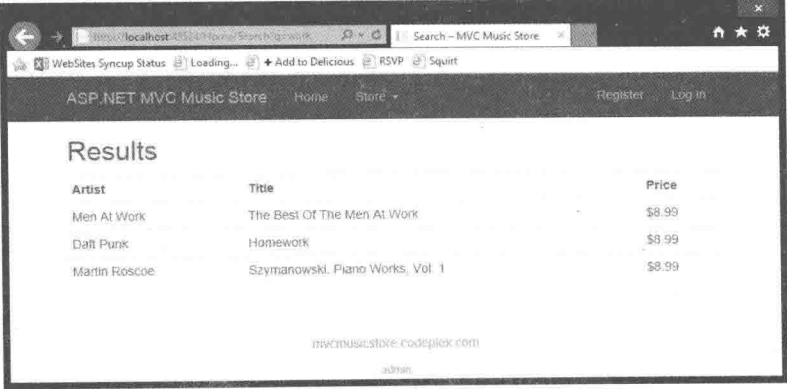 localhost
Search – MVC Music Store
WebSites Syncup Status Loading... + Add to Delicious RSVP Squirt
ASP.NET MVC Music Store Home Store Register Log in
Results
Artist Title Price
Men At Work The Best Of The Men At Work $8.99
Daft Punk Homework $8.99
Martin Roscoe Szymanowski: Piano Works, Vol. 1 $8.99
mvcmusicstore.codeplex.com
admin